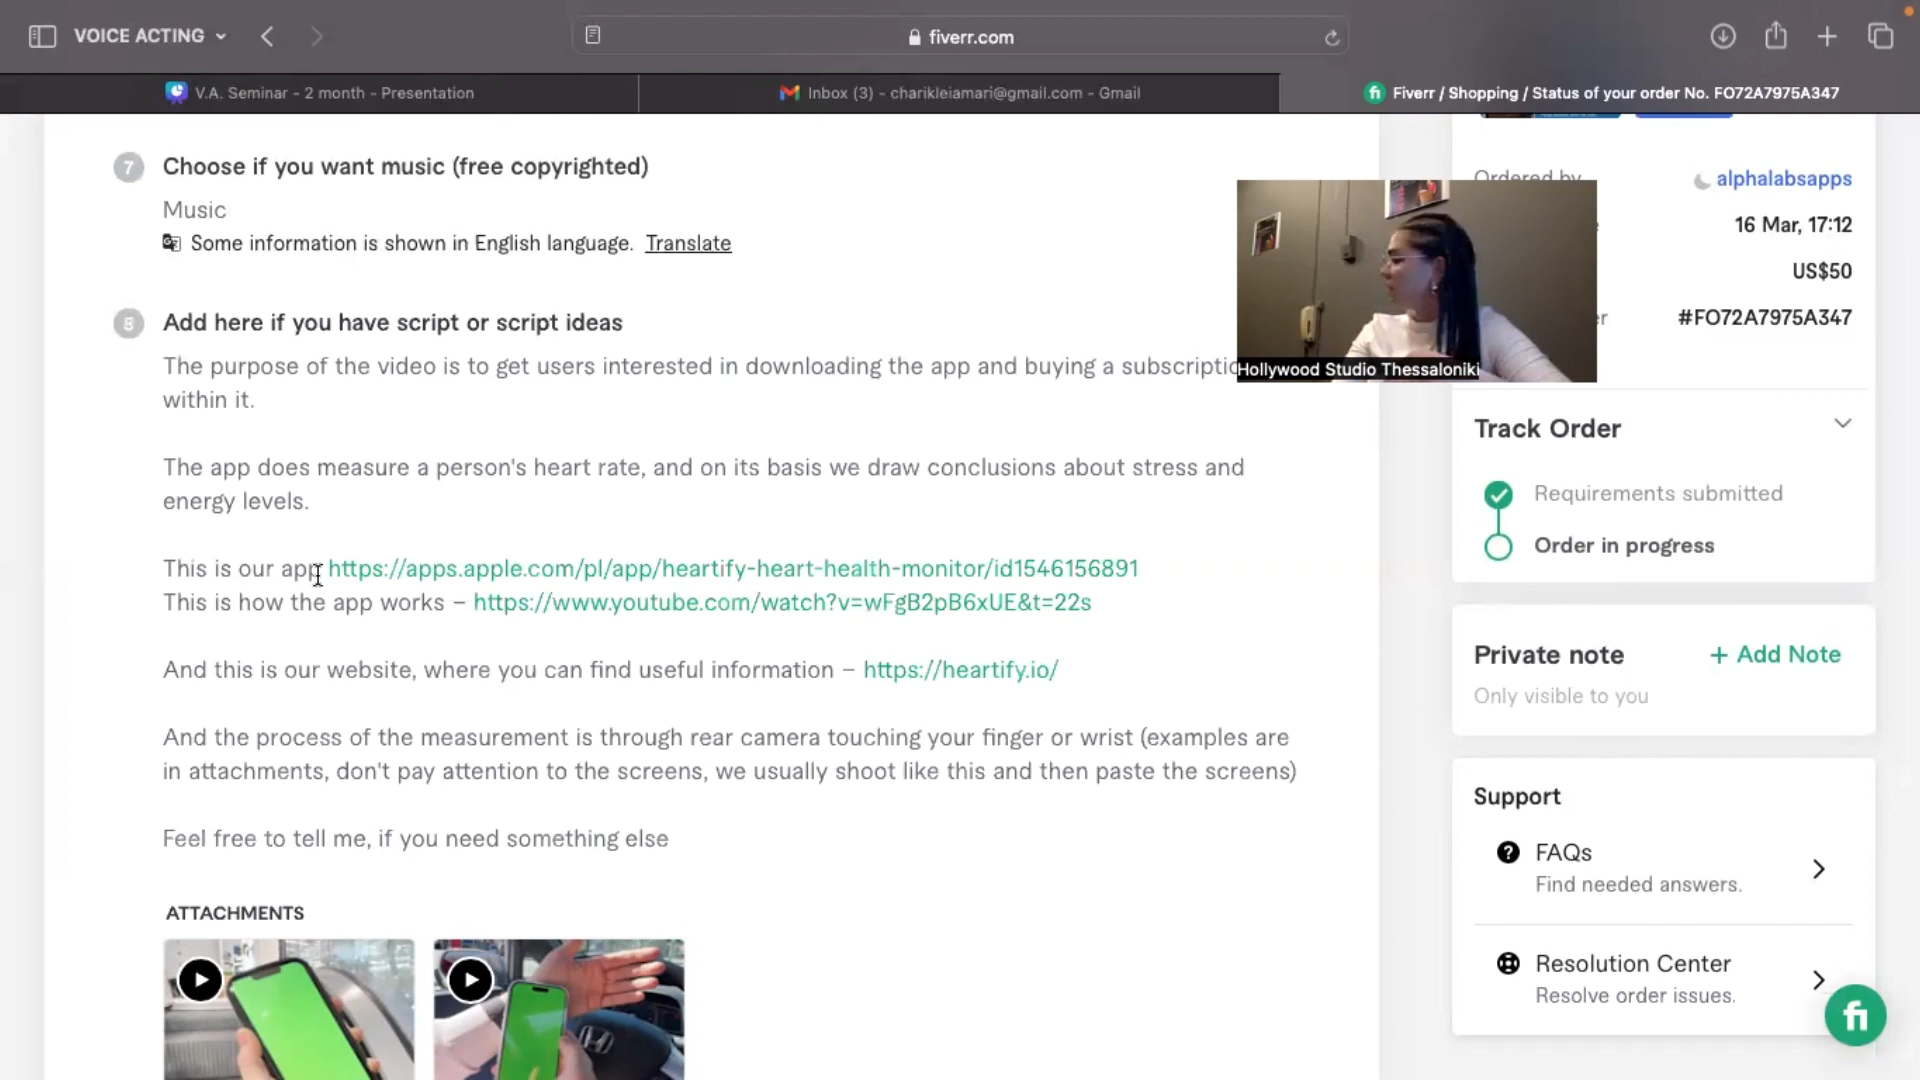 VOICE ACTING
fiverr.com
V.A. Seminar - 2 month - Presentation
Inbox (3) - charikleiamari@gmail.com - Gmail
Fiverr / Shopping / Status of your order No. FO72A7975A347
7
Choose if you want music (free copyrighted)
Music
Some information is shown in English language. Translate
8
Add here if you have script or script ideas
The purpose of the video is to get users interested in downloading the app and buying a
within it.
The app does measure a person's heart rate, and on its basis we draw conclusions about stress and
energy levels.
This is our app https://apps.apple.com/pl/app/heartify-heart-health-monitor/id1546156891
This is how the app works – https://www.youtube.com/watch?v=wFgB2pB6xUE&t=22s
And this is our website, where you can find useful information – https://heartify.io/
And the process of the measurement is through rear camera touching your finger or wrist (examples are
in attachments, don't pay attention to the screens, we usually shoot like this and then paste the screens)
Feel free to tell me, if you need something else
ATTACHMENTS
Ordered by
alphalabsapps
16 Mar, 17:12
US$50
#FO72A7975A347
Hollywood Studio Thessaloniki
Track Order
Requirements submitted
Order in progress
Private note
+ Add Note
Only visible to you
Support
FAQs
Find needed answers.
Resolution Center
Resolve order issues.
fi